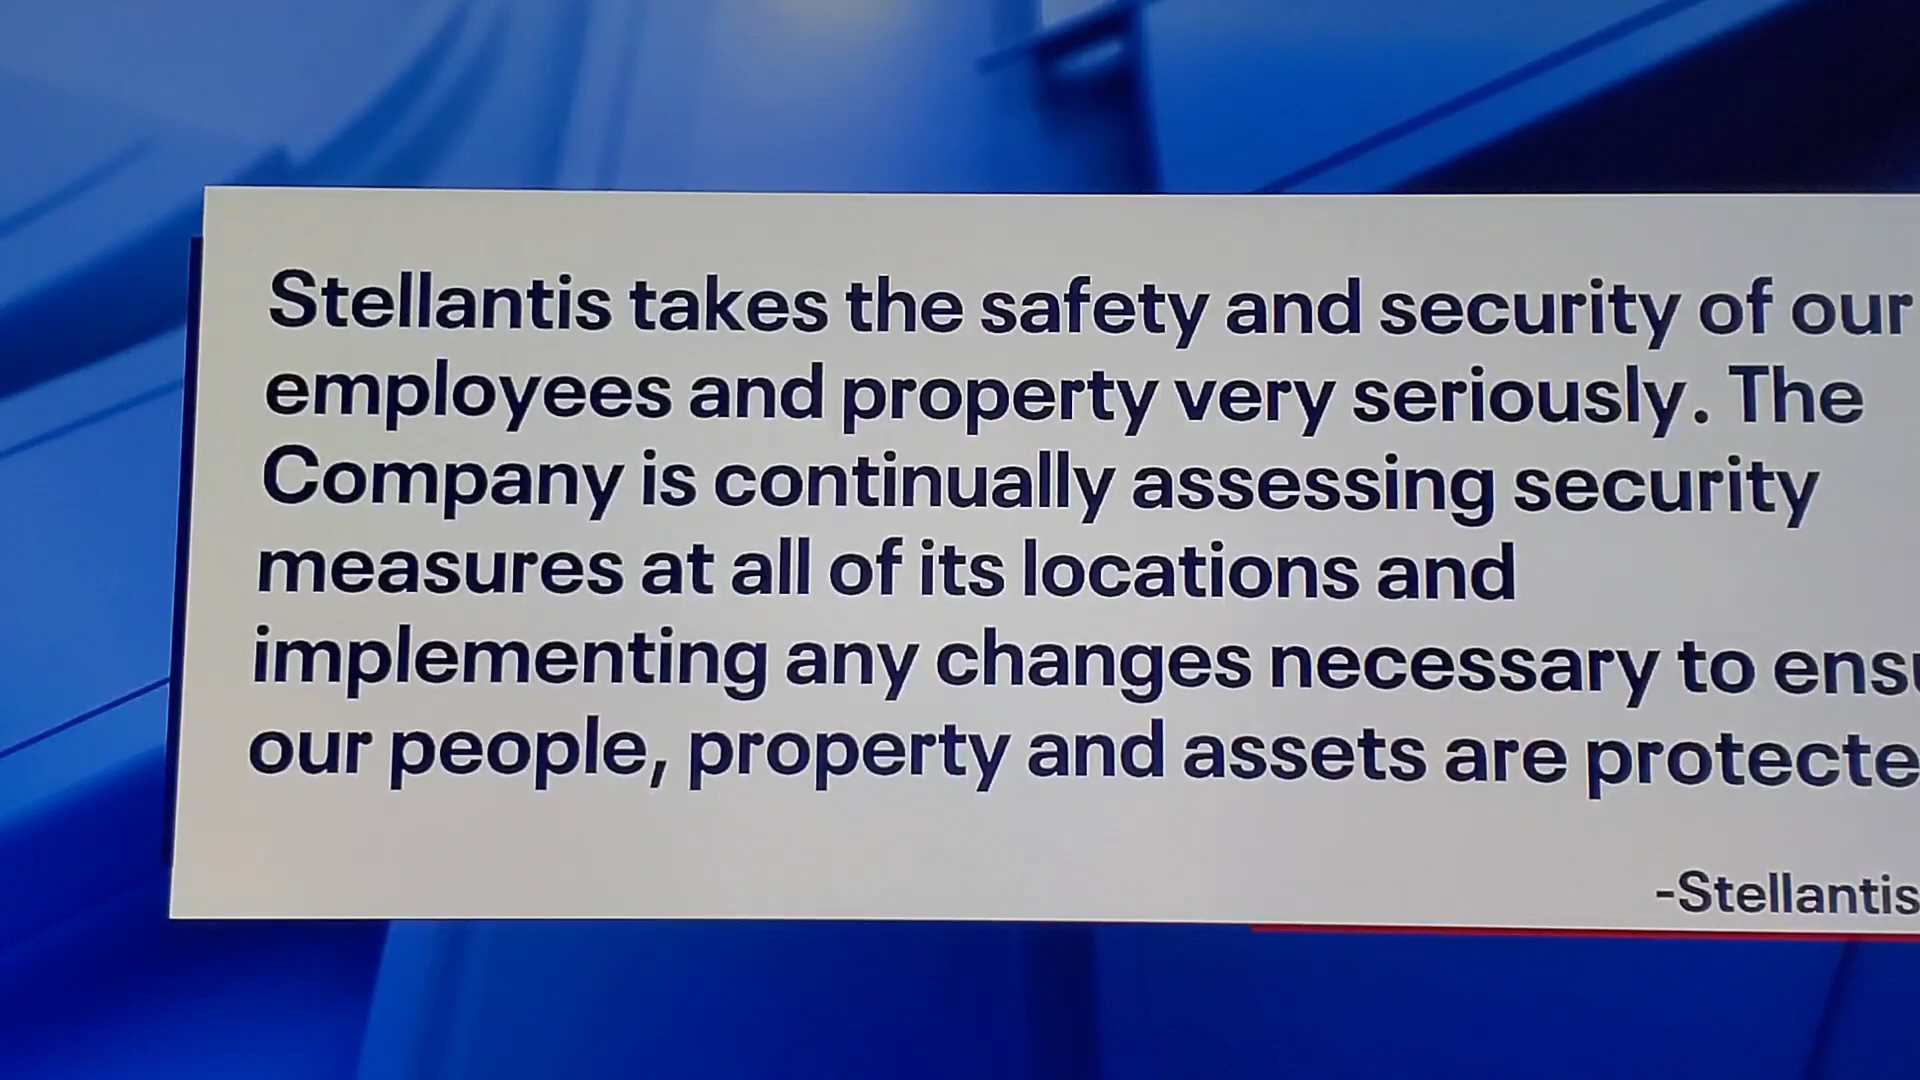 Stellantis takes the safety and security of our
employees and property very seriously. The
Company is continually assessing security
measures at all of its locations and
implementing any changes necessary to
our people, property and assets are
-Stellantis